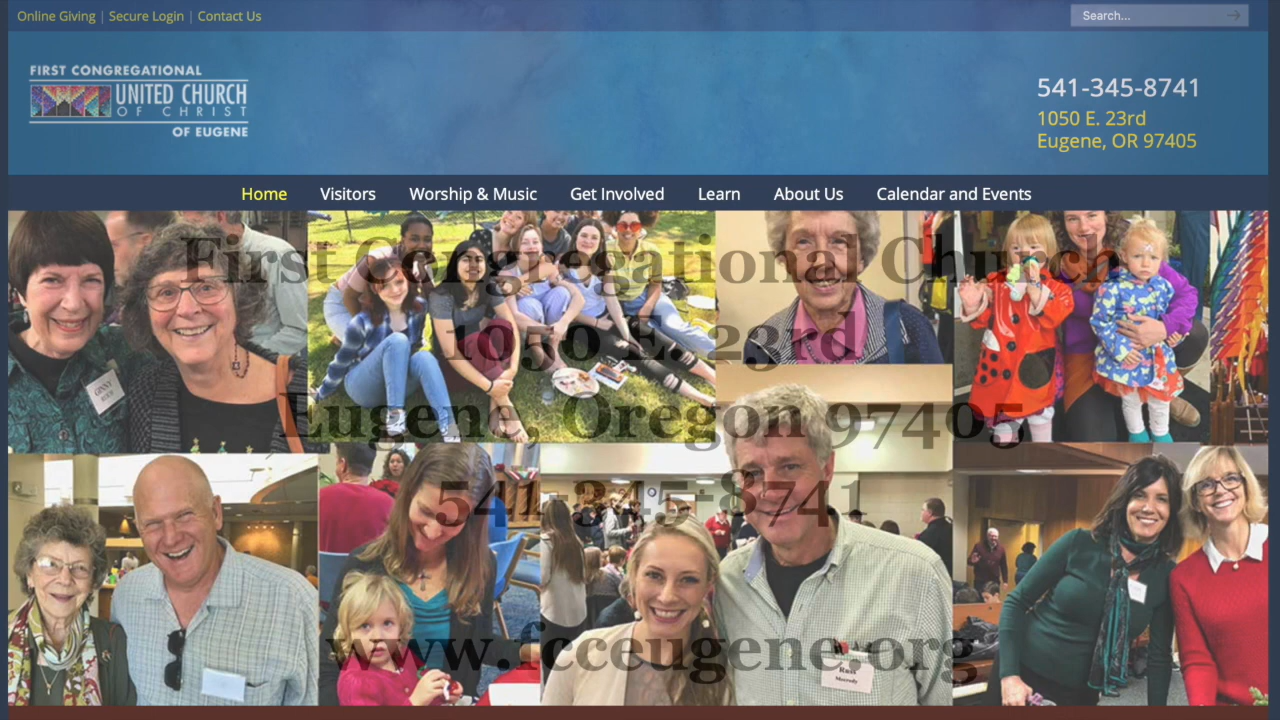 Online Giving | Secure Login | Contact Us
Search...
FIRST CONGREGATIONAL
UNITED CHURCH
OF CHRIST
OF EUGENE
541-345-8741
1050 E. 23rd
Eugene, OR 97405
Home Visitors Worship & Music Get Involved Learn About Us Calendar and Events
First Congregational Church
1050 E. 23rd
Eugene, Oregon 97405
541-345-8741
www.fcceugene.org
GINNY
Russ